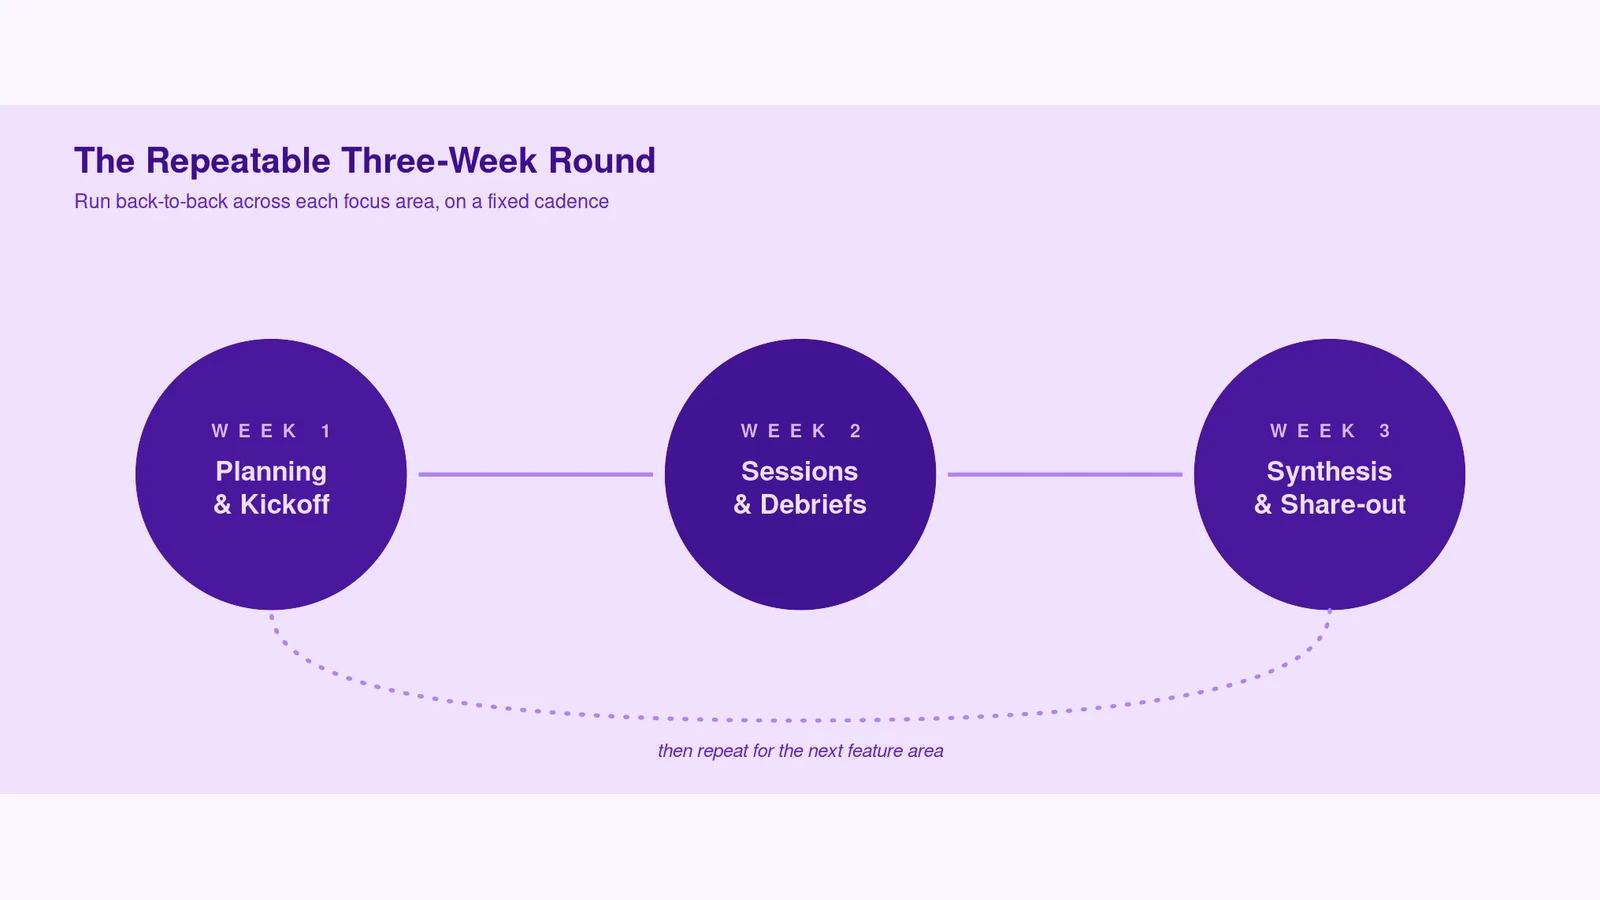 The Repeatable Three-Week Round
Run back-to-back across each focus area, on a fixed cadence
WEEK 1
Planning
& Kickoff
WEEK 2
Sessions
& Debriefs
WEEK 3
Synthesis
& Share-out
then repeat for the next feature area